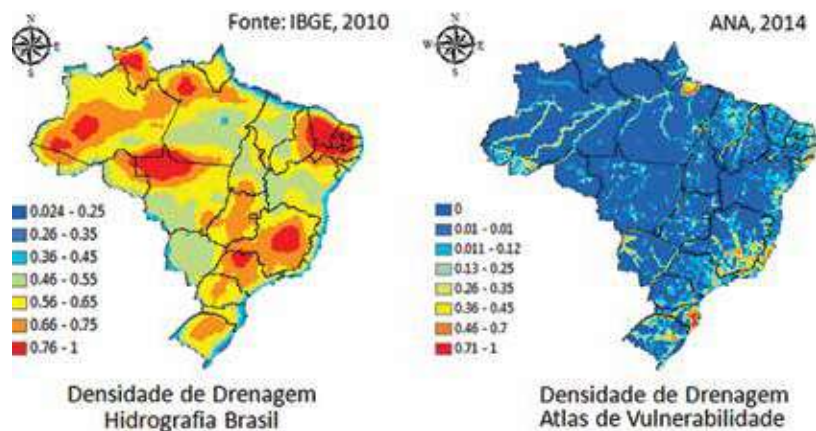 Fonte: IBGE, 2010
N
E
S
0.024 - 0.25
0.26 - 0.35
0.36 - 0.45
0.46 - 0.55
0.56 - 0.65
0.66 - 0.75
0.76 - 1
Densidade de Drenagem
Hidrografia Brasil
ANA, 2014
N
W
E
S
0
0.01 - 0.01
0.011 - 0.12
0.13 - 0.25
0.26 - 0.35
0.36 - 0.45
0.46 - 0.7
0.71 - 1
Densidade de Drenagem
Atlas de Vulnerabilidade